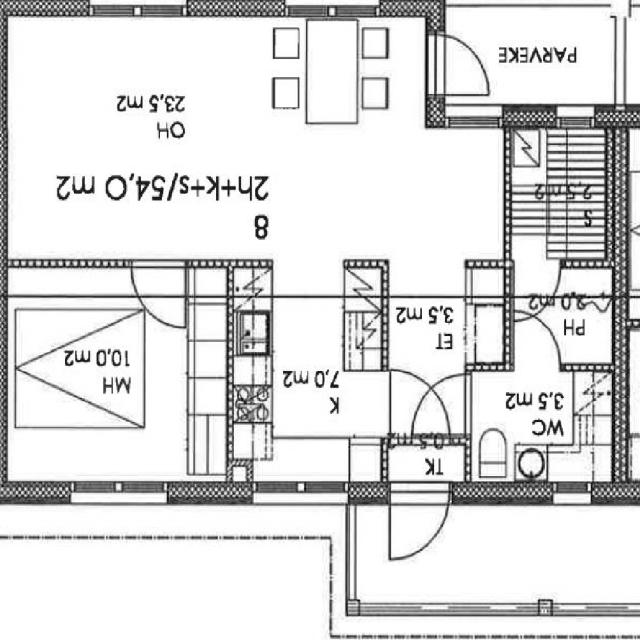 TK
0,5 m2
WC
3,5 m2
K
7,0 m2
MH
10,0 m2
PH
2,0 m2
ET
3,5 m2
S
2,5 m2
8
2h+k+s/54,0 m2
OH
23,5 m2
PARVEKE